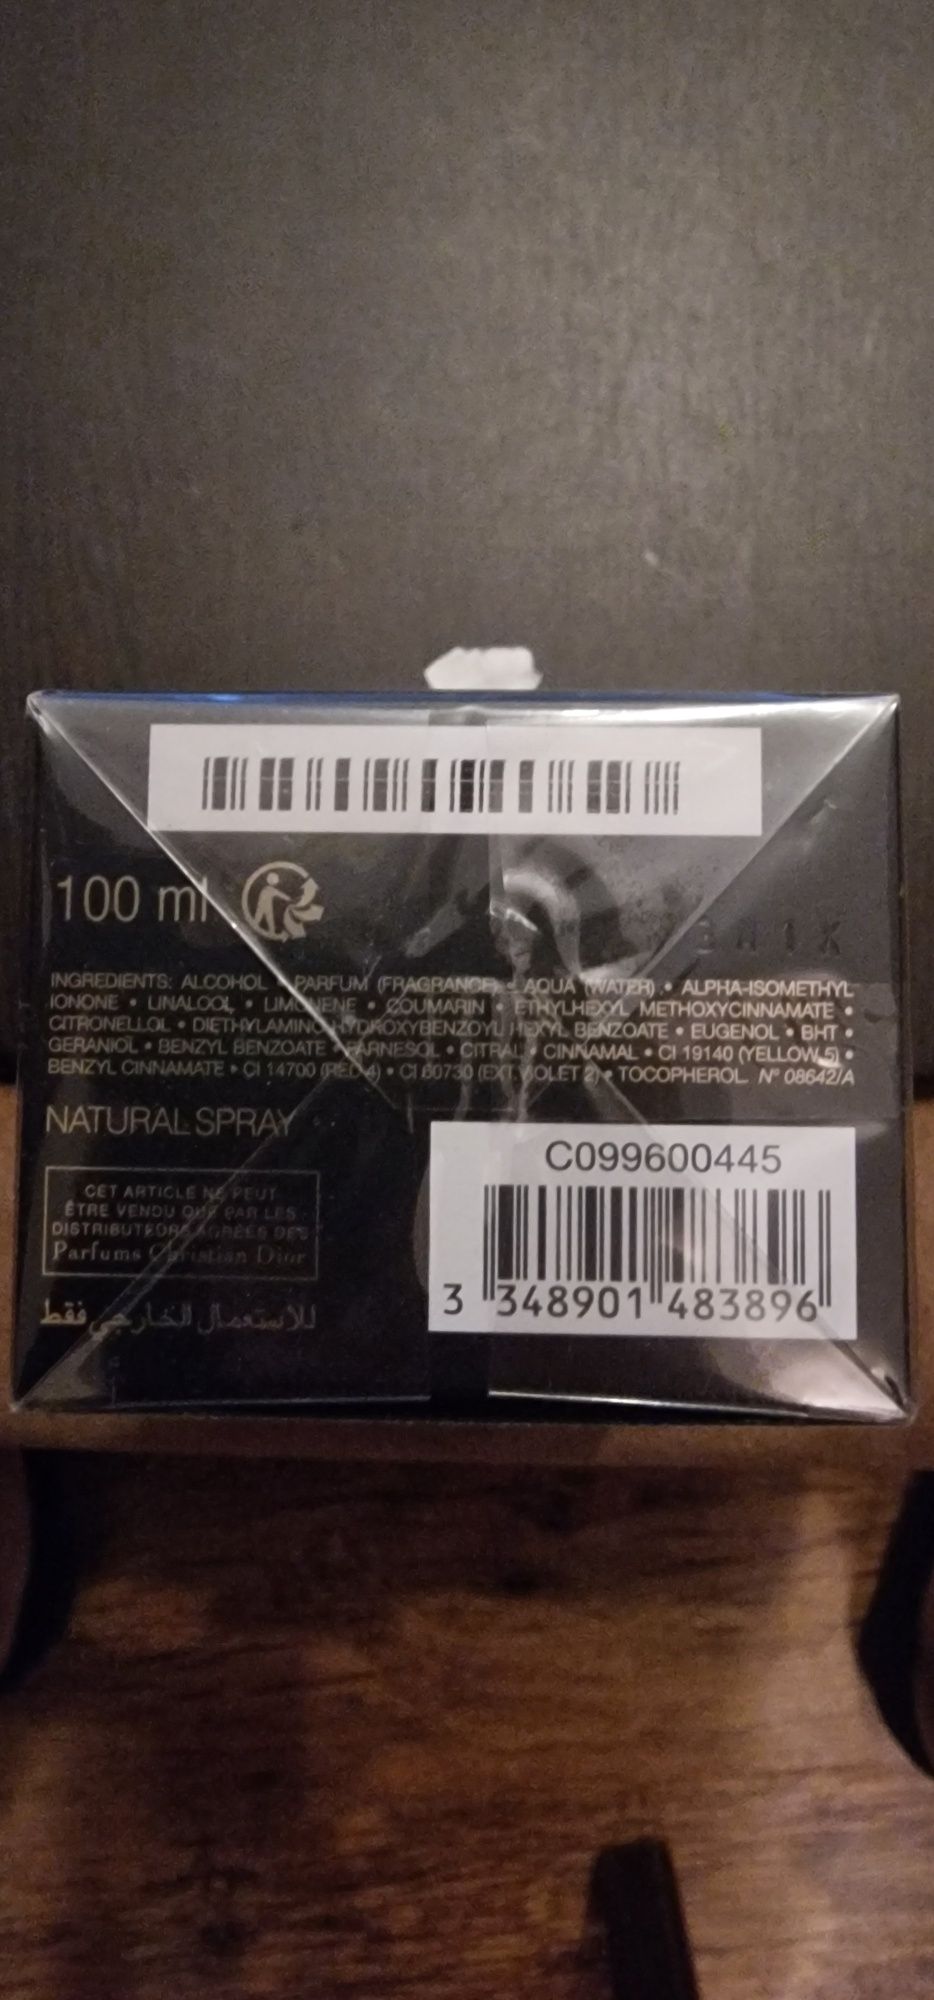 100 ml
INGREDIENTS: ALCOHOL • PARFUM (FRAGRANCE) • AQUA (WATER) • ALPHA-ISOMETHYL
IONONE • LINALOOL • LIMONENE • COUMARIN • ETHYLHEXYL METHOXYCINNAMATE •
CITRONELLOL • DIETHYLAMINO HYDROXYBENZOYL HEXYL BENZOATE • EUGENOL • BHT •
GERANIOL • BENZYL BENZOATE • FARNESOL • CITRAL • CINNAMAL • CI 19140 (YELLOW 5) •
BENZYL CINNAMATE • CI 14700 (RED 4) • CI 60730 (EXT. VIOLET 2) • TOCOPHEROL. N° 08642/A
NATURAL SPRAY
CET ARTICLE NE PEUT
ÊTRE VENDU QUE PAR LES
DISTRIBUTEURS AGRÉÉS DES
Parfums Christian Dior
للاستعمال الخارجي فقط
C099600445
3 348901 483896